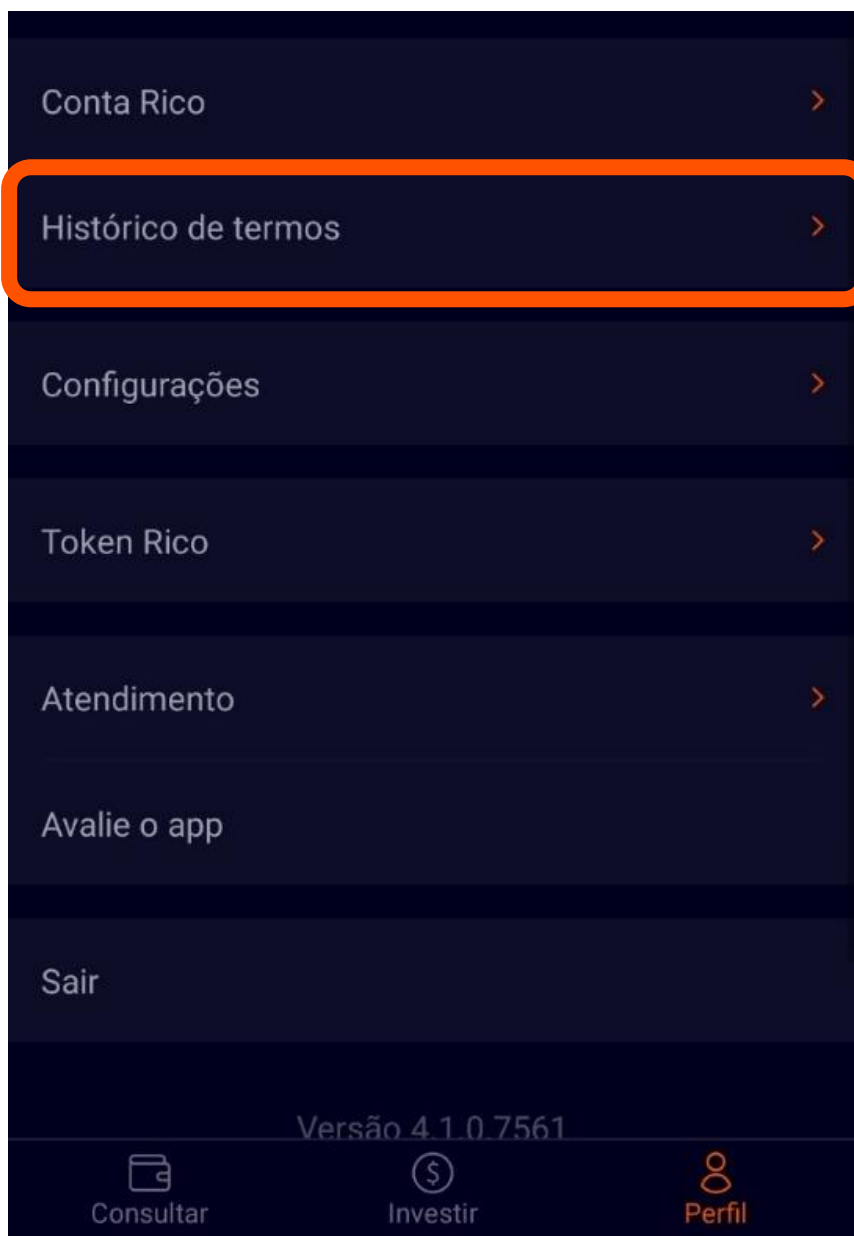 Conta Rico
Histórico de termos
Configurações
Token Rico
Atendimento
Avalie o app
Sair
Versão 4.1.0.7561
Consultar
Investir
Perfil